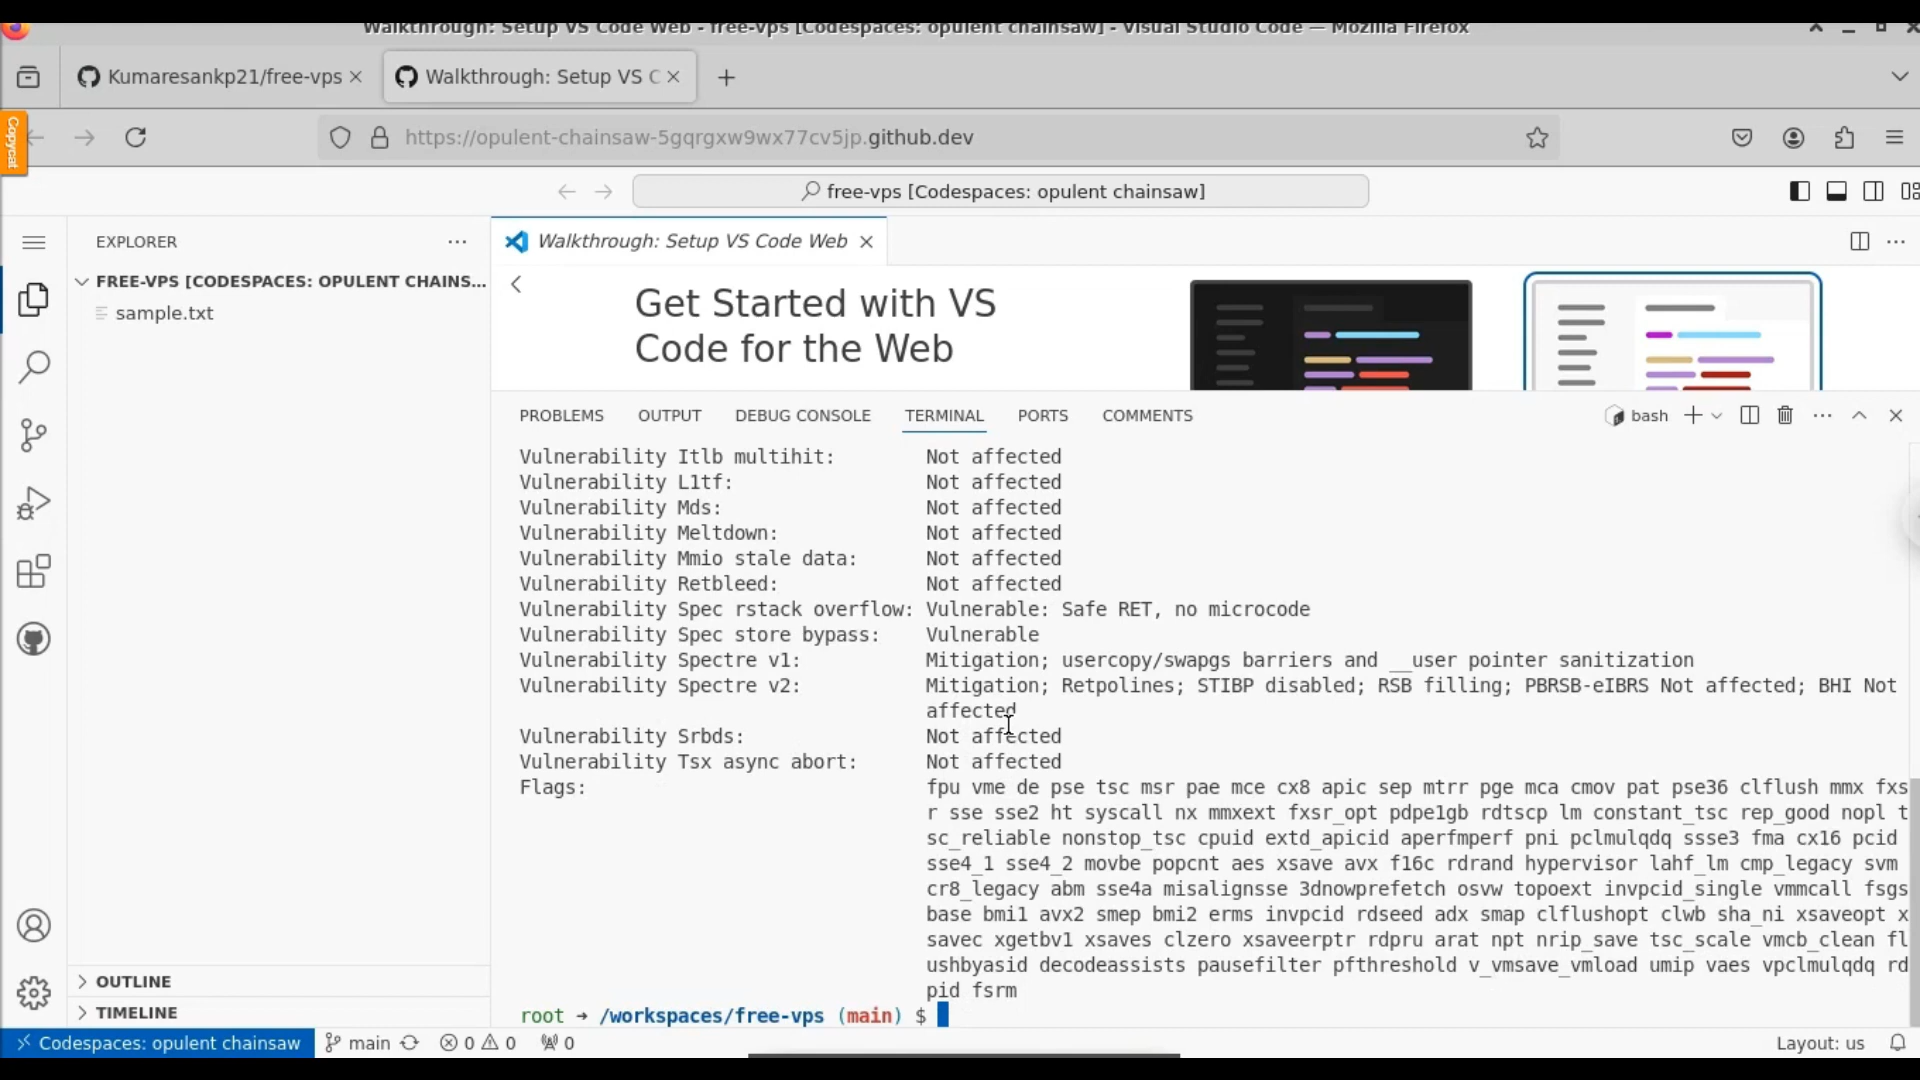 Walkthrough: Setup VS Code Web - free-vps [Codespaces: opulent chainsaw] - Visual Studio Code — Mozilla Firefox
Kumaresankp21/free-vps
Walkthrough: Setup VS C
Copycat
https://opulent-chainsaw-5gqrgxw9wx77cv5jp.github.dev
free-vps [Codespaces: opulent chainsaw]
EXPLORER
Walkthrough: Setup VS Code Web
FREE-VPS [CODESPACES: OPULENT CHAINS...
sample.txt
Get Started with VS
Code for the Web
PROBLEMS OUTPUT DEBUG CONSOLE TERMINAL PORTS COMMENTS
bash
Vulnerability Itlb multihit: Not affected
Vulnerability L1tf: Not affected
Vulnerability Mds: Not affected
Vulnerability Meltdown: Not affected
Vulnerability Mmio stale data: Not affected
Vulnerability Retbleed: Not affected
Vulnerability Spec rstack overflow: Vulnerable: Safe RET, no microcode
Vulnerability Spec store bypass: Vulnerable
Vulnerability Spectre v1: Mitigation; usercopy/swapgs barriers and __user pointer sanitization
Vulnerability Spectre v2: Mitigation; Retpolines; STIBP disabled; RSB filling; PBRSB-eIBRS Not affected; BHI Not
affected
Vulnerability Srbds: Not affected
Vulnerability Tsx async abort: Not affected
Flags: fpu vme de pse tsc msr pae mce cx8 apic sep mtrr pge mca cmov pat pse36 clflush mmx fxs
r sse sse2 ht syscall nx mmxext fxsr_opt pdpe1gb rdtscp lm constant_tsc rep_good nopl t
sc_reliable nonstop_tsc cpuid extd_apicid aperfmperf pni pclmulqdq ssse3 fma cx16 pcid
sse4_1 sse4_2 movbe popcnt aes xsave avx f16c rdrand hypervisor lahf_lm cmp_legacy svm
cr8_legacy abm sse4a misalignsse 3dnowprefetch osvw topoext invpcid_single vmmcall fsgs
base bmi1 avx2 smep bmi2 erms invpcid rdseed adx smap clflushopt clwb sha_ni xsaveopt x
savec xgetbv1 xsaves clzero xsaveerptr rdpru arat npt nrip_save tsc_scale vmcb_clean fl
ushbyasid decodeassists pausefilter pfthreshold v_vmsave_vmload umip vaes vpclmulqdq rd
pid fsrm
root → /workspaces/free-vps (main) $
OUTLINE
TIMELINE
Codespaces: opulent chainsaw
main
0 0
0
Layout: us